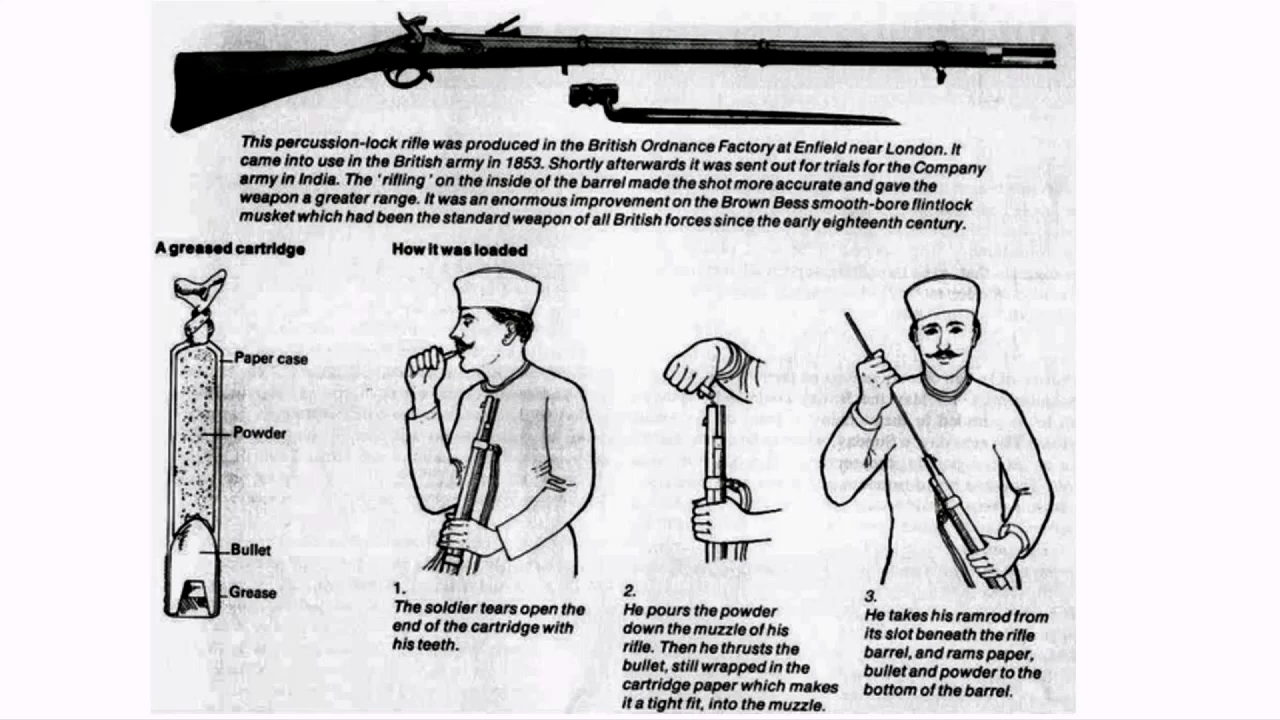 This percussion-lock rifle was produced in the British Ordnance Factory at Enfield near London. It
came into use in the British army in 1853. Shortly afterwards it was sent out for trials for the Company
army in India. The 'rifling' on the inside of the barrel made the shot more accurate and gave the
weapon a greater range. It was an enormous improvement on the Brown Bess smooth-bore flintlock
musket which had been the standard weapon of all British forces since the early eighteenth century.
A greased cartridge
Paper case
Powder
Bullet
Grease
How it was loaded
1.
The soldier tears open the
end of the cartridge with
his teeth.
2.
He pours the powder
down the muzzle of his
rifle. Then he thrusts the
bullet, still wrapped in the
cartridge paper which makes
it a tight fit, into the muzzle.
3.
He takes his ramrod from
its slot beneath the rifle
barrel, and rams paper,
bullet and powder to the
bottom of the barrel.